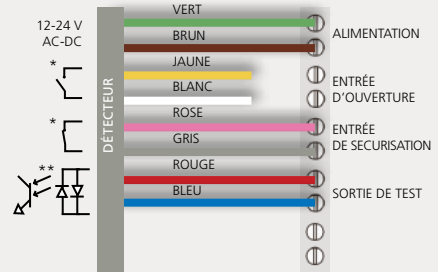 12-24 V
AC-DC
*
*
**
DÉTECTEUR
VERT
BRUN
JAUNE
BLANC
ROSE
GRIS
ROUGE
BLEU
ALIMENTATION
ENTRÉE
D'OUVERTURE
ENTRÉE
DE SECURISATION
SORTIE DE TEST